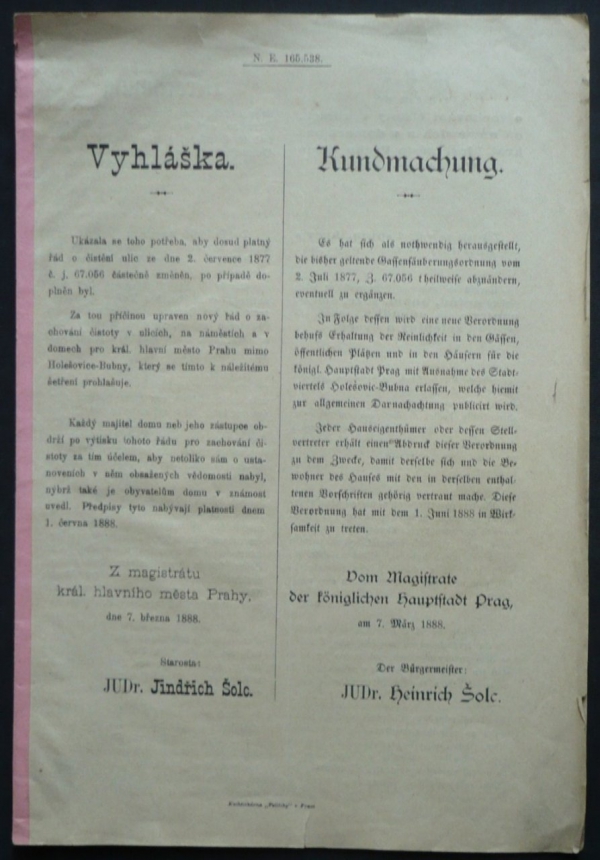 N. E. 165.538.
Vyhláška.
Ukázala se toho potřeba, aby dosud platný
řád o čistění ulic ze dne 2. července 1877
č. j. 67.056 částečně změněn, po případě do-
plněn byl.
Za tou příčinou upraven nový řád o za-
chování čistoty v ulicích, na náměstích a v
domech pro král. hlavní město Prahu mimo
Holešovice-Bubny, který se tímto k náležitému
šetření prohlašuje.
Každý majitel domu neb jeho zástupce ob-
drží po výtisku tohoto řádu pro zachování či-
stoty za tím účelem, aby netoliko sám o usta-
noveních v něm obsažených vědomosti nabyl,
nýbrž také je obyvatelům domu v známost
uvedl. Předpisy tyto nabývají platnosti dnem
1. června 1888.
Z magistrátu
král. hlavního města Prahy.
dne 7. března 1888.
Starosta:
JUDr. Jindřich Šolc.
Kundmachung.
Es hat sich als nothwendig herausgestellt,
die bisher geltende Gassensäuberungsordnung vom
2. Juli 1877, Z. 67.056 theilweise abzuändern,
eventuell zu ergänzen.
In Folge dessen wird eine neue Verordnung
behufs Erhaltung der Reinlichkeit in den Gässen,
öffentlichen Plätzen und in den Häusern für die
königl. Hauptstadt Prag mit Ausnahme des Stadt-
viertels Holešovic-Bubna erlassen, welche hiemit
zur allgemeinen Darnachachtung publicirt wird.
Jeder Hauseigenthümer oder dessen Stell-
vertreter erhält einen Abdruck dieser Verordnung
zu dem Zwecke, damit derselbe sich und die Be-
wohner des Hauses mit den in derselben enthal-
tenen Vorschriften gehörig vertraut mache. Diese
Verordnung hat mit dem 1. Juni 1888 in Wirk-
samkeit zu treten.
Vom Magistrate
der königlichen Hauptstadt Prag,
am 7. März 1888.
Der Bürgermeister:
JUDr. Heinrich Šolc.
Knihtiskárna „Politiky“ v Praze